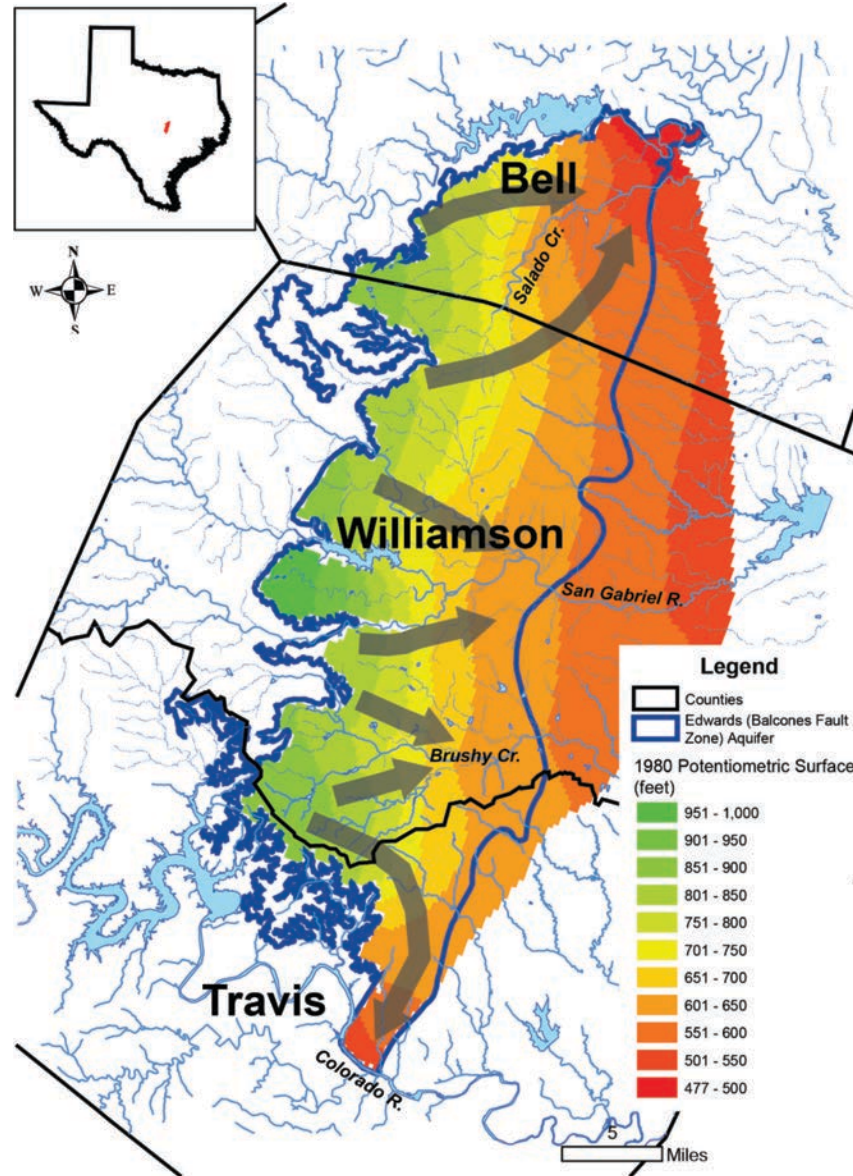 N
W E
S
Bell
Salado Cr.
Williamson
San Gabriel R.
Brushy Cr.
Travis
Colorado R.
Legend
Counties
Edwards (Balcones Fault
Zone) Aquifer
1980 Potentiometric Surface
(feet)
951 - 1,000
901 - 950
851 - 900
801 - 850
751 - 800
701 - 750
651 - 700
601 - 650
551 - 600
501 - 550
477 - 500
5
Miles